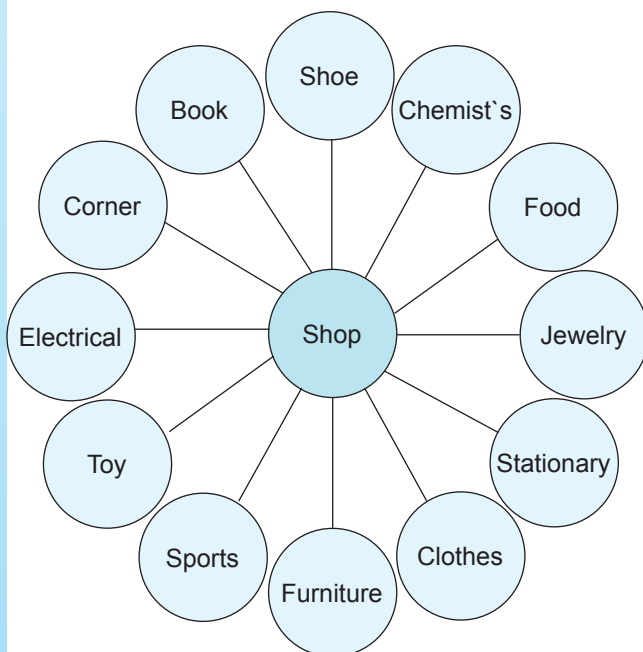 Shoe
Book
Chemist`s
Corner
Food
Electrical
Shop
Jewelry
Toy
Stationary
Sports
Clothes
Furniture